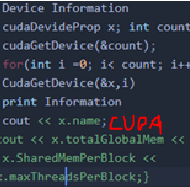 Device Information
cudaDevideProp x; int count
cudaGetDevice(&count);
for(int i =0; i< count; i++
CudaGetDevice(&x,i)
print Information
cout << x.name; CUPA
cout << x.totalGlobalMem <<
x.SharedMemPerBlock <<
x.maxThreadsPerBlock;}